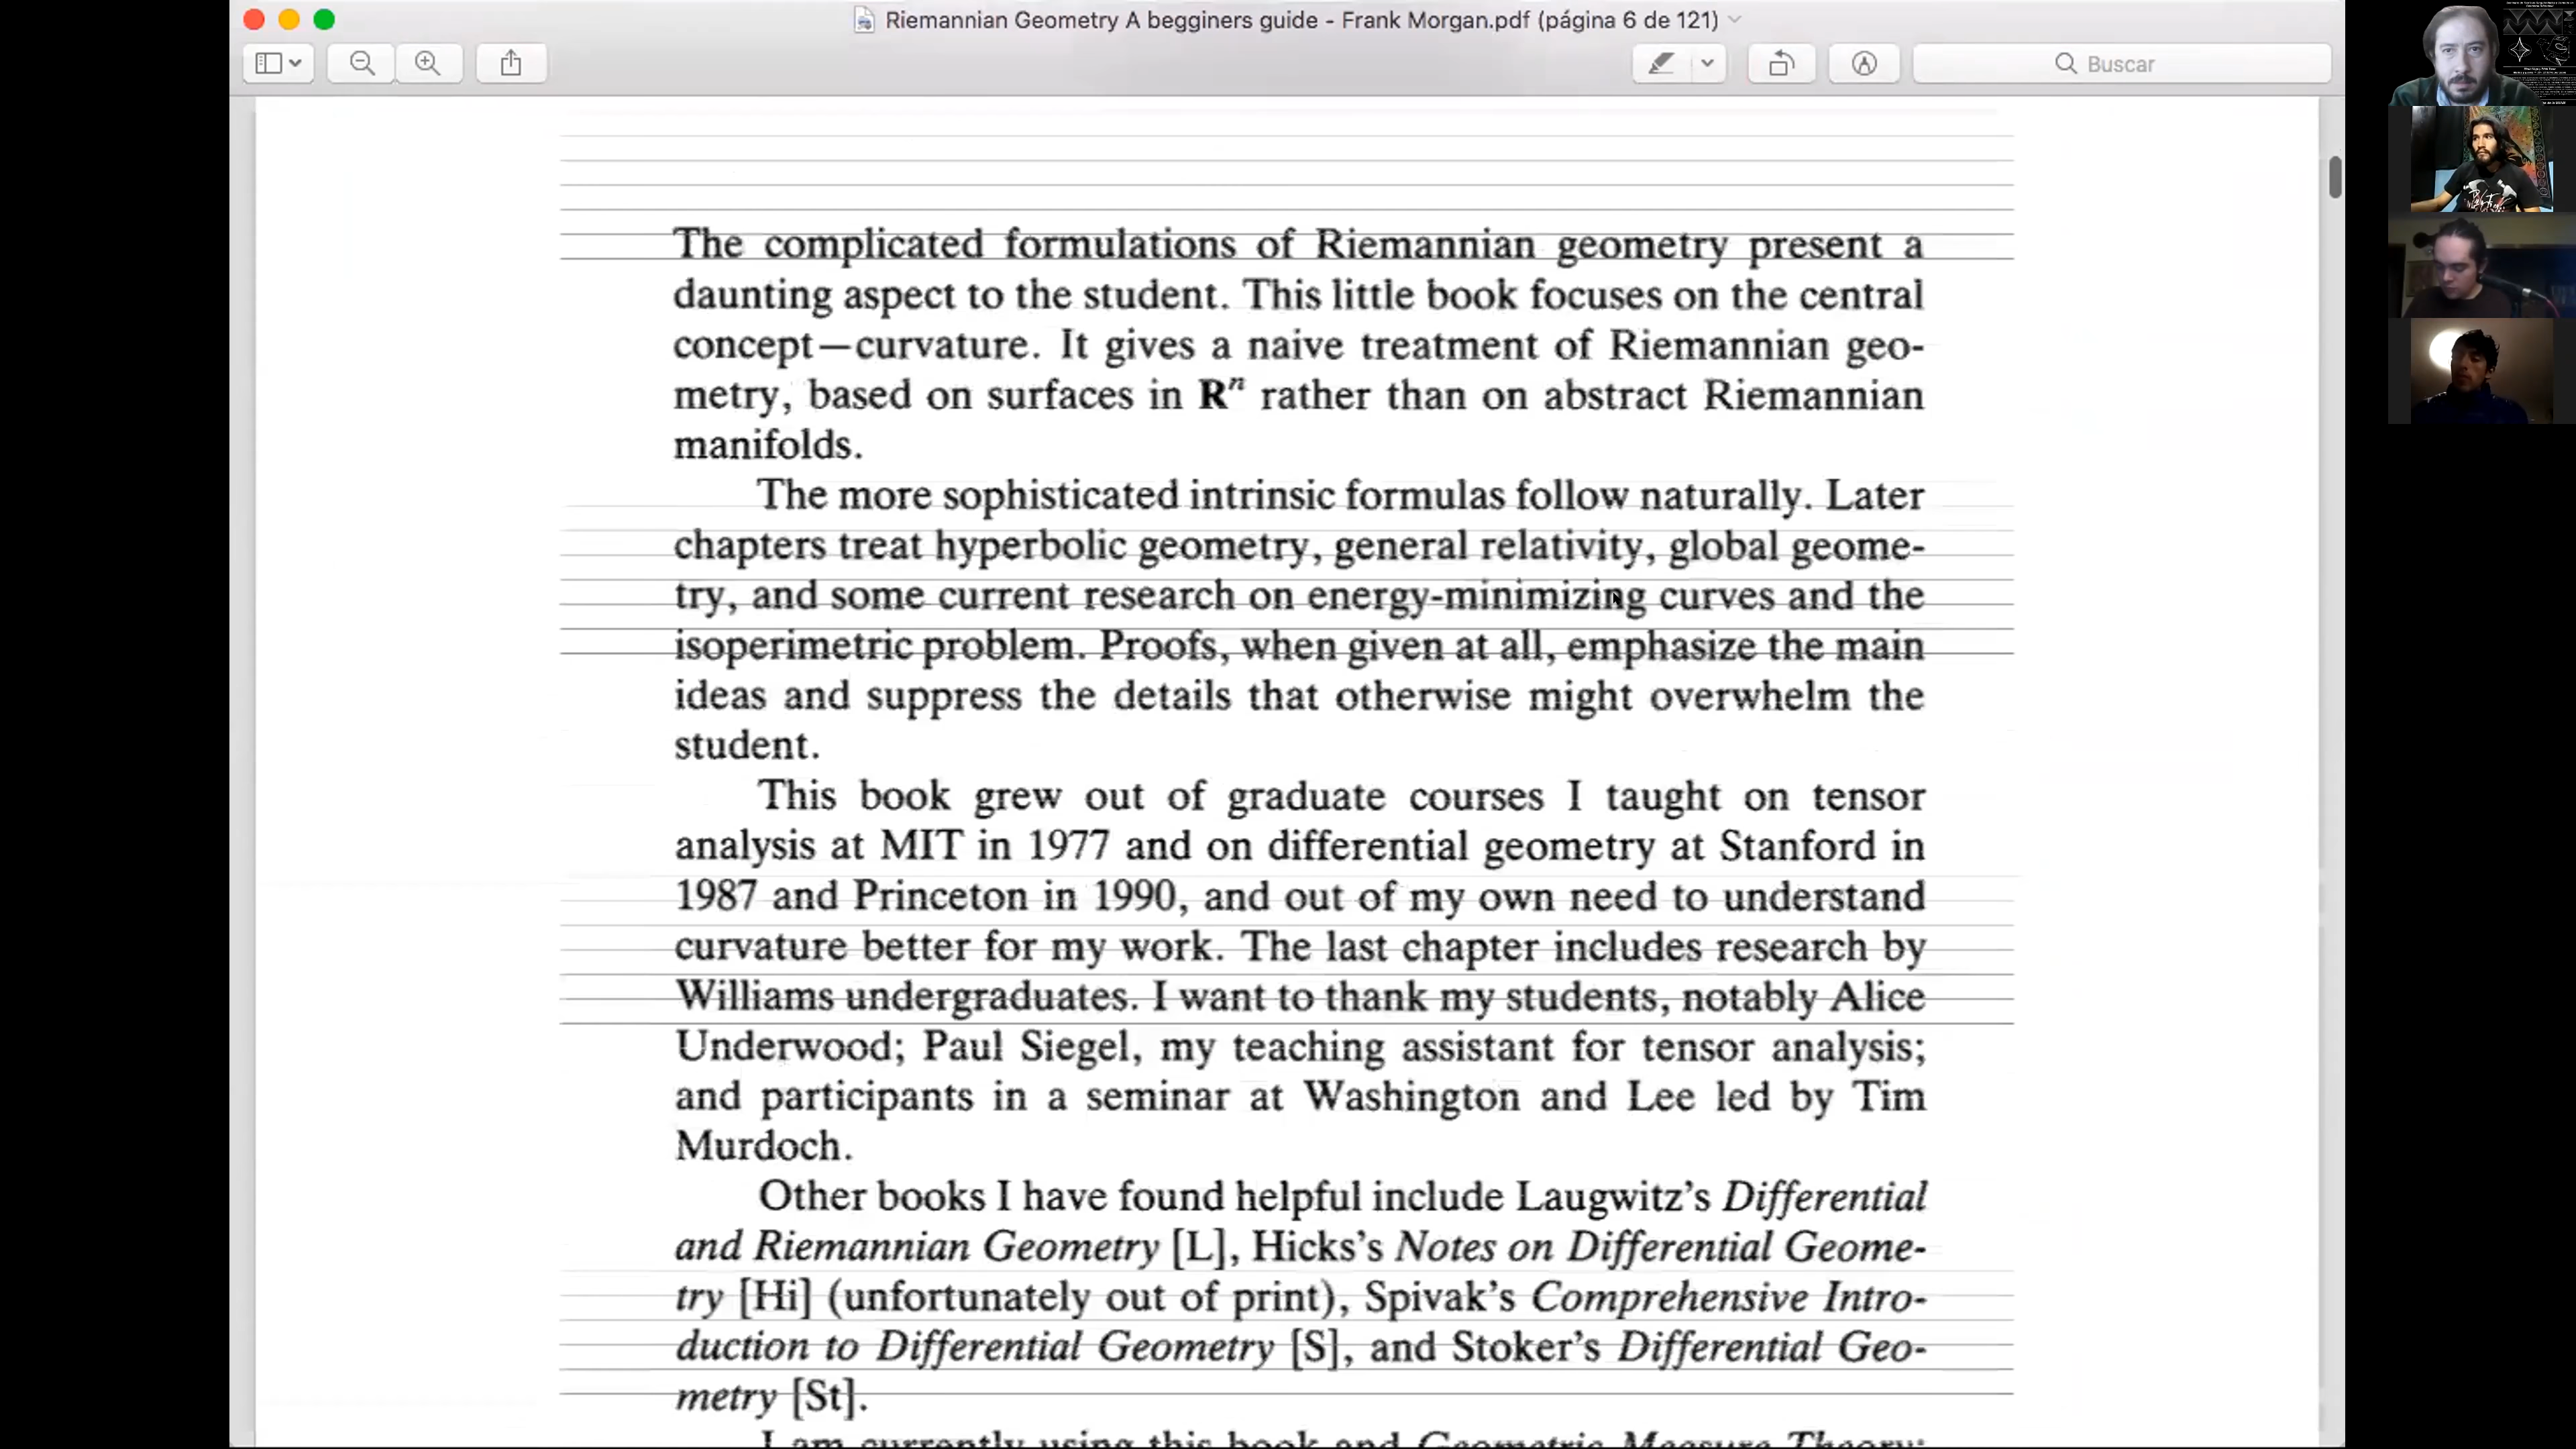 Riemannian Geometry A begginers guide - Frank Morgan.pdf (página 6 de 121)
Buscar
The complicated formulations of Riemannian geometry present a
daunting aspect to the student. This little book focuses on the central
concept—curvature. It gives a naive treatment of Riemannian geo-
metry, based on surfaces in Rⁿ rather than on abstract Riemannian
manifolds.
The more sophisticated intrinsic formulas follow naturally. Later
chapters treat hyperbolic geometry, general relativity, global geome-
try, and some current research on energy-minimizing curves and the
isoperimetric problem. Proofs, when given at all, emphasize the main
ideas and suppress the details that otherwise might overwhelm the
student.
This book grew out of graduate courses I taught on tensor
analysis at MIT in 1977 and on differential geometry at Stanford in
1987 and Princeton in 1990, and out of my own need to understand
curvature better for my work. The last chapter includes research by
Williams undergraduates. I want to thank my students, notably Alice
Underwood; Paul Siegel, my teaching assistant for tensor analysis;
and participants in a seminar at Washington and Lee led by Tim
Murdoch.
Other books I have found helpful include Laugwitz's Differential
and Riemannian Geometry [L], Hicks's Notes on Differential Geome-
try [Hi] (unfortunately out of print), Spivak's Comprehensive Intro-
duction to Differential Geometry [S], and Stoker's Differential Geo-
metry [St].
I am currently using this book and Geometric Measure Theory: